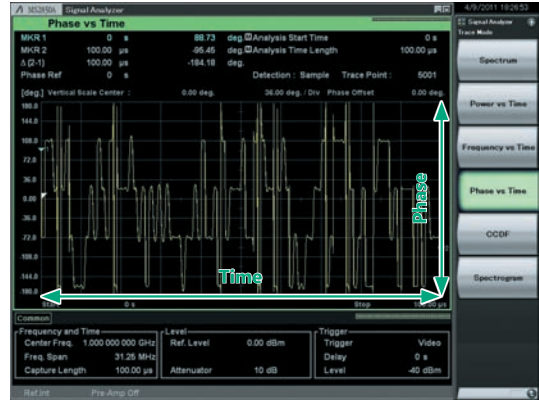 MS2850A Signal Analyzer
4/9/2011 18:26:53
Phase vs Time
MKR 1 0 s 88.73 deg. Analysis Start Time 0 s
MKR 2 100.00 µs -95.45 deg. Analysis Time Length 100.00 µs
Δ (2-1) 100.00 µs -184.18 deg.
Phase Ref 0 s Detection : Sample Trace Point : 5001
[deg.] Vertical Scale Center : 0.00 deg. 36.00 deg. / Div Phase Offset 0.00 deg.
180.0
144.0
108.0
72.0
36.0
0.00
-36.0
-72.0
-108.0
-144.0
-180.0
Phase
Time
Start 0 s Stop 100.00 µs
Common
Frequency and Time
Center Freq. 1.000 000 000 GHz
Freq. Span 31.25 MHz
Capture Length 100.00 µs
Level
Ref. Level 0.00 dBm
Attenuator 10 dB
Trigger
Trigger Video
Delay 0 s
Level -40 dBm
Ref.Int Pre-Amp Off
Signal Analyzer
Trace Mode
Spectrum
Power vs Time
Frequency vs Time
Phase vs Time
CCDF
Spectrogram